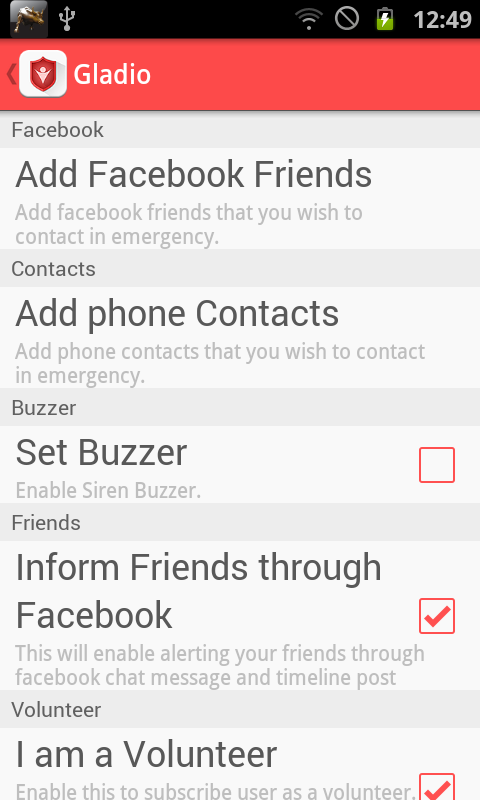 12:49
Gladio
Facebook
Add Facebook Friends
Add facebook friends that you wish to
contact in emergency.
Contacts
Add phone Contacts
Add phone contacts that you wish to contact
in emergency.
Buzzer
Set Buzzer
Enable Siren Buzzer.
Friends
Inform Friends through
Facebook
This will enable alerting your friends through
facebook chat message and timeline post
Volunteer
I am a Volunteer
Enable this to subscribe user as a volunteer.